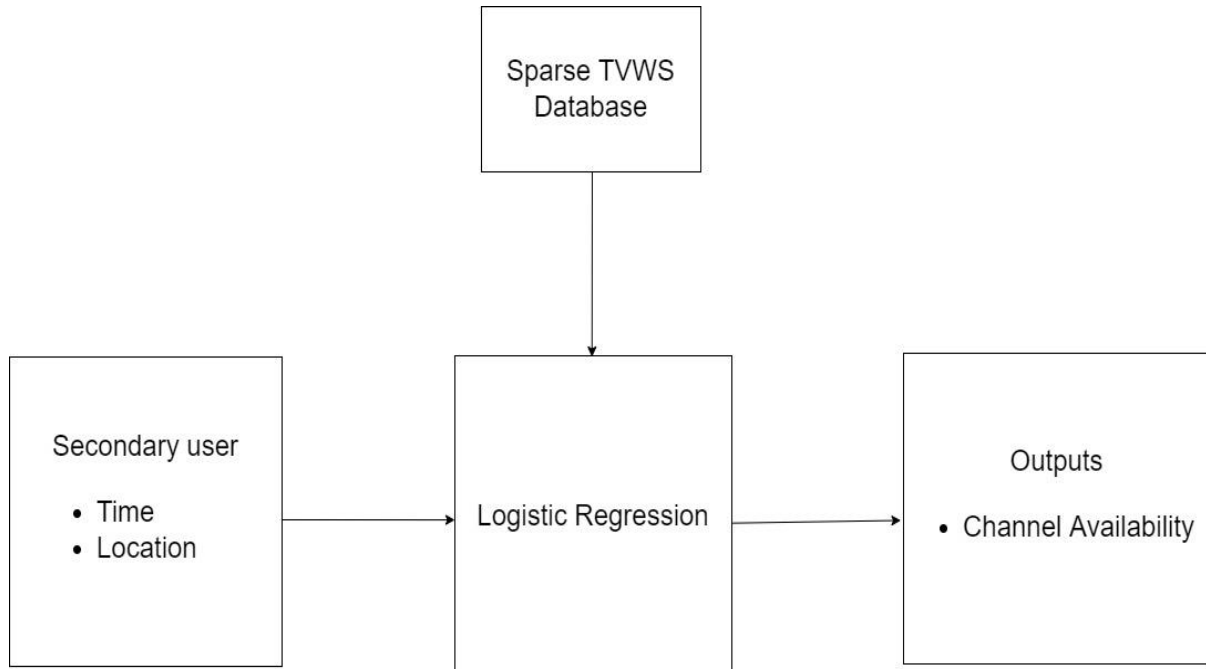 Sparse TVWS
Database
Secondary user
• Time
• Location
Logistic Regression
Outputs
• Channel Availability